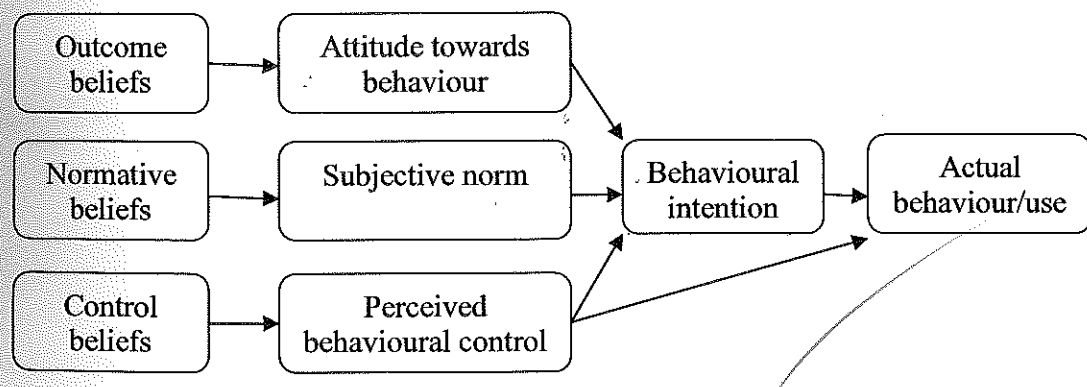 Outcome
beliefs
Attitude towards
behaviour
Normative
beliefs
Subjective norm
Behavioural
intention
Actual
behaviour/use
Control
beliefs
Perceived
behavioural control